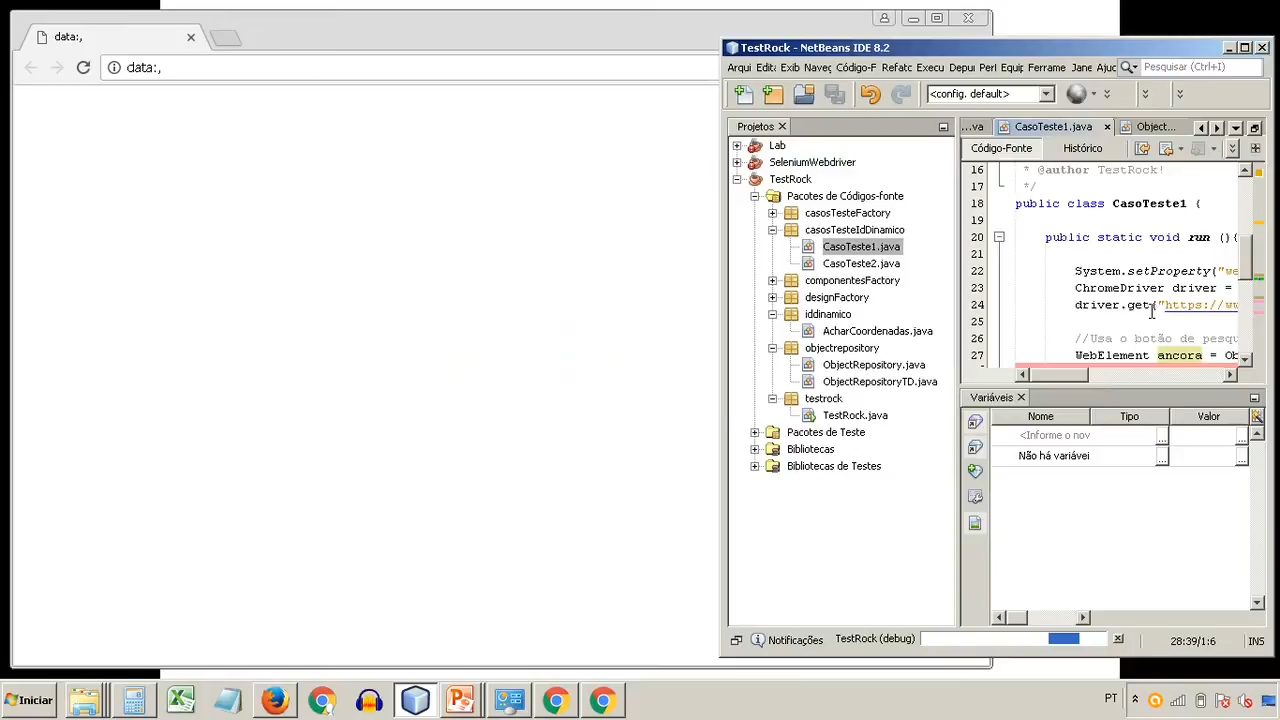 data:,
data:,
TestRock - NetBeans IDE 8.2
Arqui Edita Exib Naveç Código-F Refatc Execu Depui Perl Equip Ferrame Jane Ajuc
Pesquisar (Ctrl+I)
<config. default>
Projetos
...va
CasoTeste1.java
Object...
Código-Fonte
Histórico
Lab
SeleniumWebdriver
TestRock
Pacotes de Códigos-fonte
casosTesteFactory
casosTesteIdDinamico
CasoTeste1.java
CasoTeste2.java
componentesFactory
designFactory
iddinamico
AcharCoordenadas.java
objectrepository
ObjectRepository.java
ObjectRepositoryTD.java
testrock
TestRock.java
Pacotes de Teste
Bibliotecas
Bibliotecas de Testes
16 * @author TestRock!
17 */
18 public class CasoTeste1 {
19
20 public static void run (){
21
22 System.setProperty("we
23 ChromeDriver driver =
24 driver.get("https://ww
25
26 //Usa o botão de pesqu
27 WebElement ancora = Ob
Variáveis
Nome Tipo Valor
<Informe o nov
Não há variávei
Notificações
TestRock (debug)
28:39/1:6
INS
Iniciar
PT